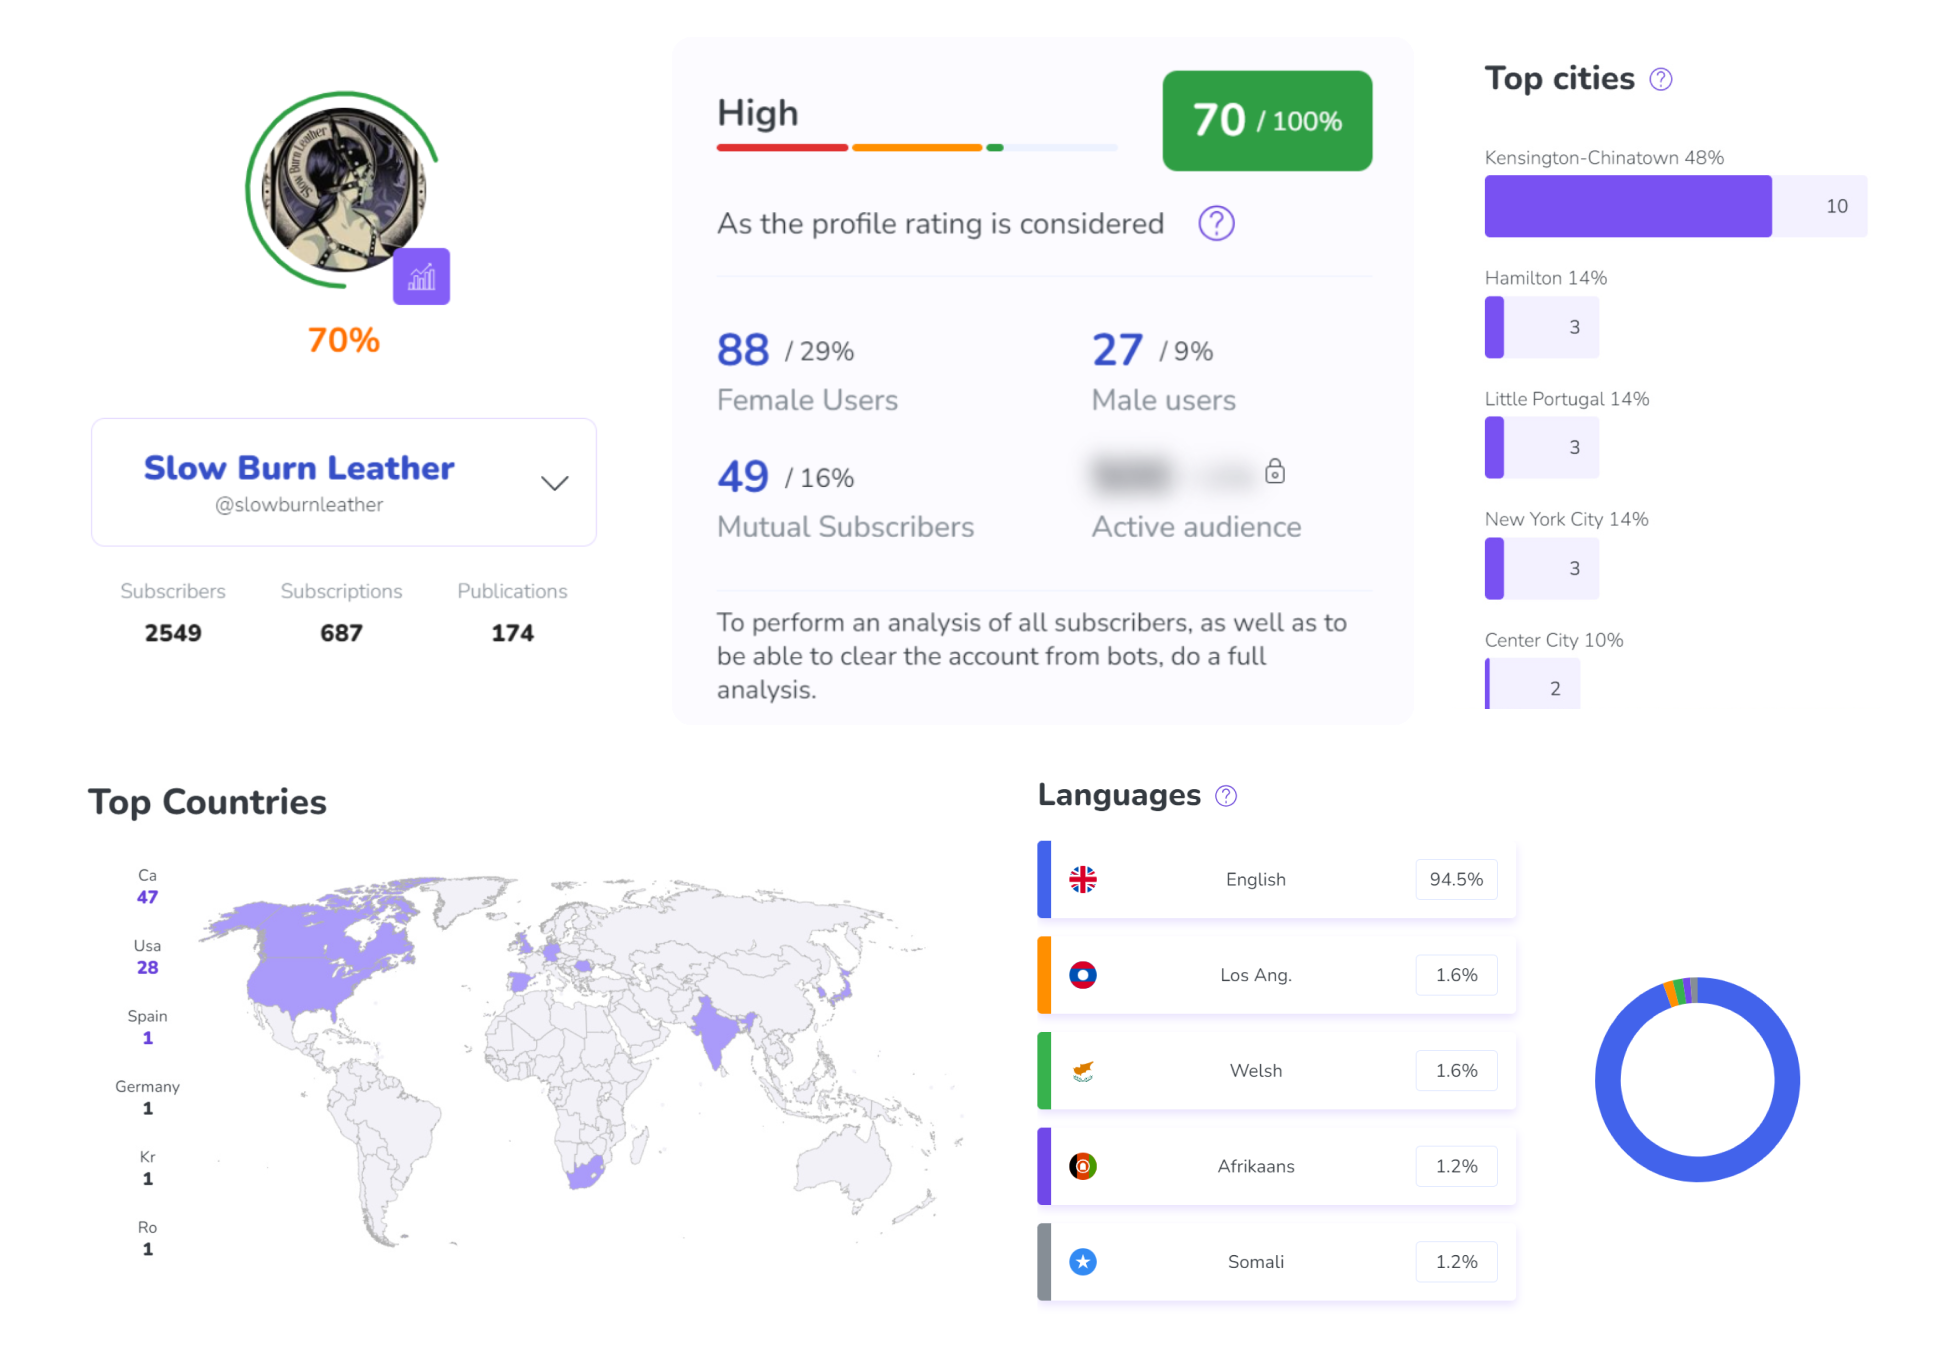 Slow Burn Leather
70%
Slow Burn Leather
@slowburnleather
Subscribers
2549
Subscriptions
687
Publications
174
High
70 / 100%
As the profile rating is considered ?
88 / 29%
Female Users
27 / 9%
Male users
49 / 16%
Mutual Subscribers
Active audience
To perform an analysis of all subscribers, as well as to
be able to clear the account from bots, do a full
analysis.
Top cities ?
Kensington-Chinatown 48%
10
Hamilton 14%
3
Little Portugal 14%
3
New York City 14%
3
Center City 10%
2
Top Countries
Ca
47
Usa
28
Spain
1
Germany
1
Kr
1
Ro
1
Languages ?
English 94.5%
Los Ang. 1.6%
Welsh 1.6%
Afrikaans 1.2%
Somali 1.2%